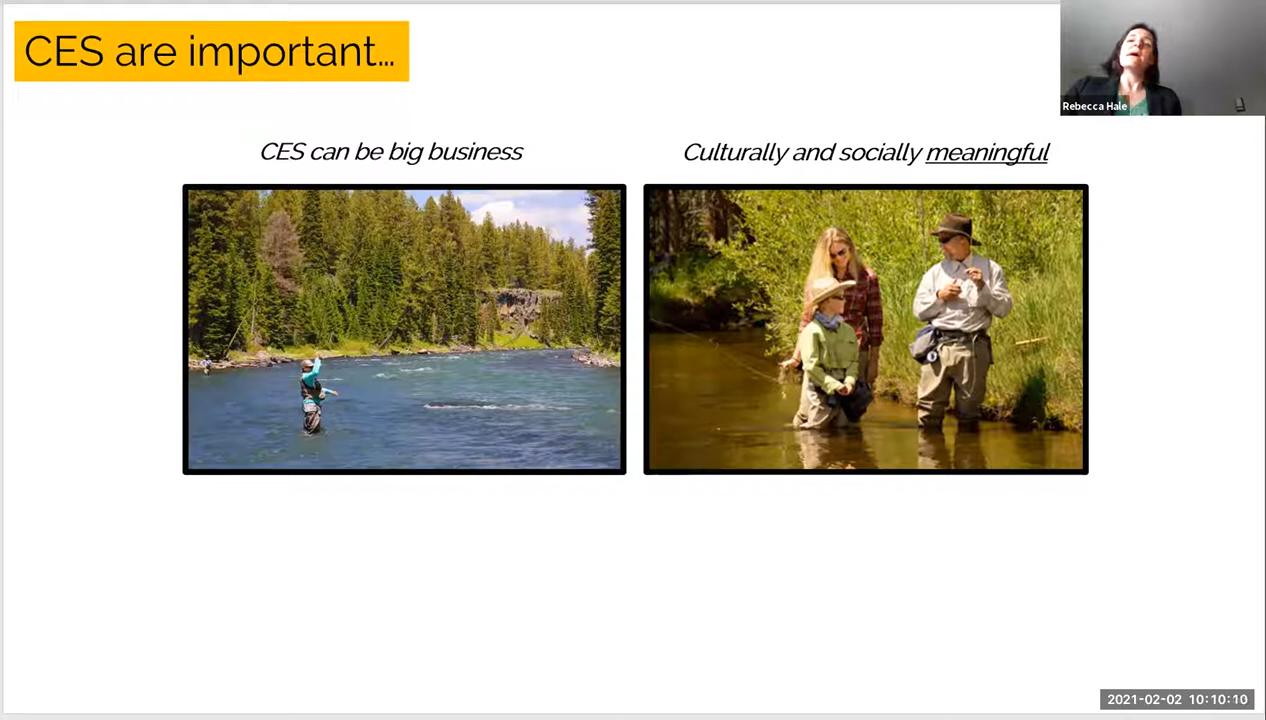 CES are important...
Rebecca Hale
CES can be big business
Culturally and socially meaningful
2021-02-02 10:10:10